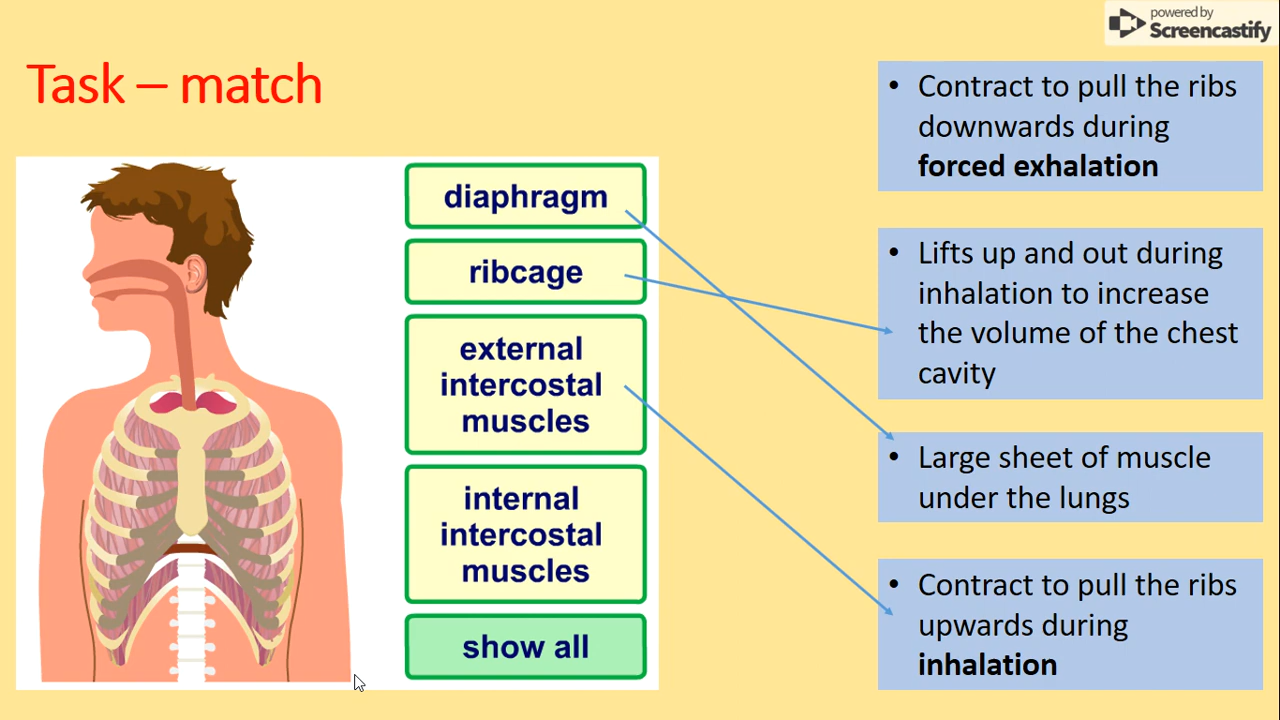 powered by
Screencastify
Task – match
diaphragm
ribcage
external
intercostal
muscles
internal
intercostal
muscles
show all
• Contract to pull the ribs
downwards during
forced exhalation
• Lifts up and out during
inhalation to increase
the volume of the chest
cavity
• Large sheet of muscle
under the lungs
• Contract to pull the ribs
upwards during
inhalation